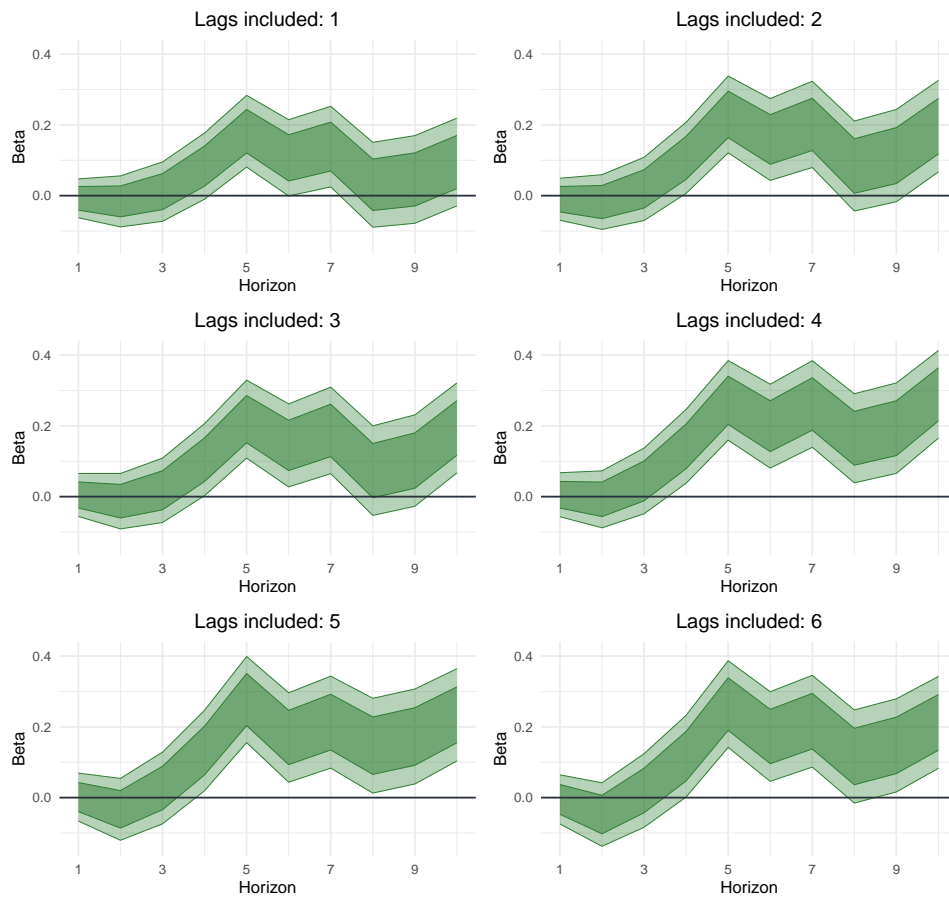 Lags included: 1
0.4
0.2
0.0
Beta
1 3 5 7 9
Horizon
Lags included: 2
0.4
0.2
0.0
Beta
1 3 5 7 9
Horizon
Lags included: 3
0.4
0.2
0.0
Beta
1 3 5 7 9
Horizon
Lags included: 4
0.4
0.2
0.0
Beta
1 3 5 7 9
Horizon
Lags included: 5
0.4
0.2
0.0
Beta
1 3 5 7 9
Horizon
Lags included: 6
0.4
0.2
0.0
Beta
1 3 5 7 9
Horizon